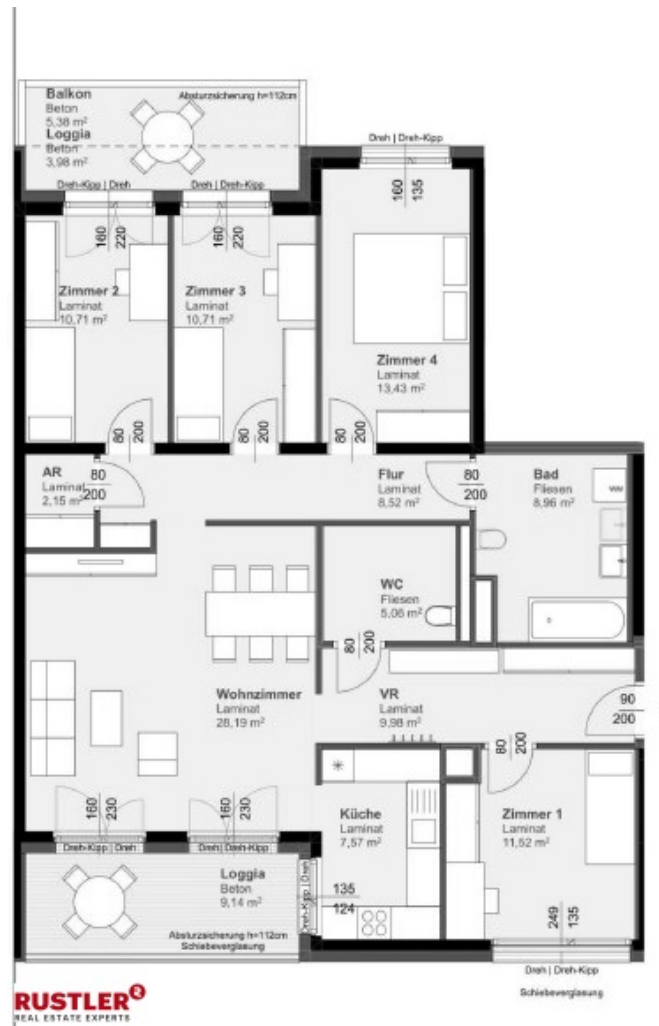 Balkon
Beton
5,38 m²
Absturzsicherung h=112cm
Loggia
Beton
3,98 m²
Dreh-Kipp | Dreh
Dreh | Dreh-Kipp
Dreh | Dreh-Kipp
160
220
160
220
160
135
Zimmer 2
Laminat
10,71 m²
Zimmer 3
Laminat
10,71 m²
Zimmer 4
Laminat
13,43 m²
80
200
80
200
80
200
AR
Laminat
2,15 m²
80
200
Flur
Laminat
8,52 m²
80
200
Bad
Fliesen
8,96 m²
WC
Fliesen
5,06 m²
80
200
Wohnzimmer
Laminat
28,19 m²
VR
Laminat
9,98 m²
90
200
80
200
160
230
160
230
Dreh-Kipp | Dreh
Dreh | Dreh-Kipp
Küche
Laminat
7,57 m²
Zimmer 1
Laminat
11,52 m²
Loggia
Beton
9,14 m²
Dreh-Kipp | Dreh
135
124
249
135
Absturzsicherung h=112cm
Schiebeverglasung
Dreh | Dreh-Kipp
Schiebeverglasung
RUSTLER
REAL ESTATE EXPERTS